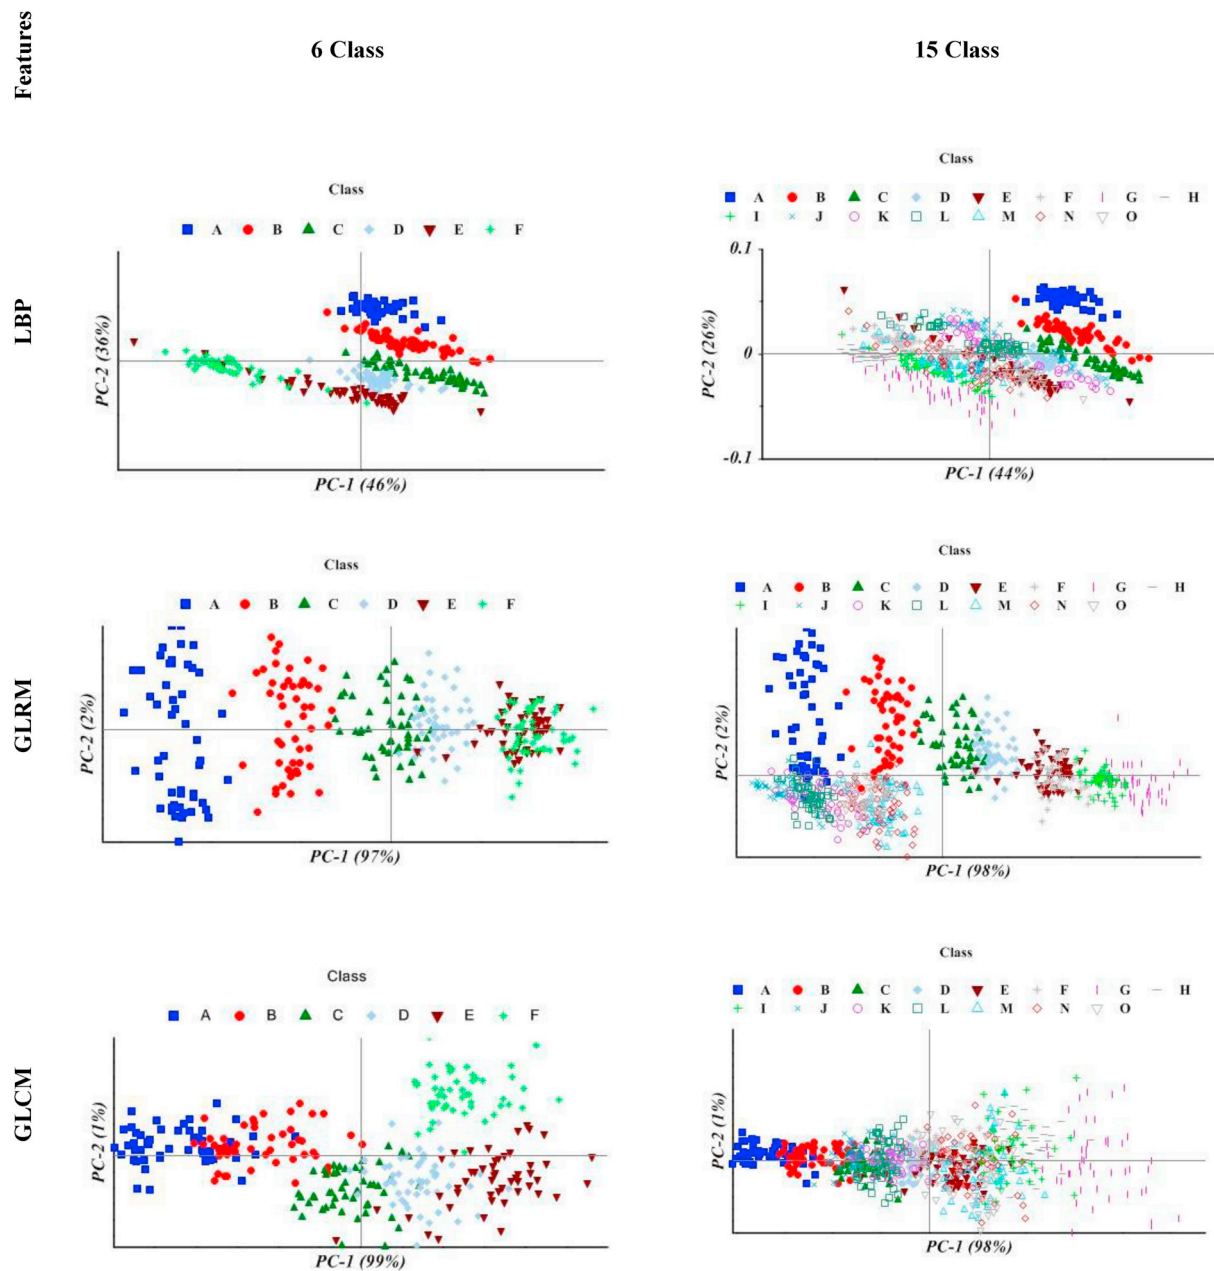 Features
6 Class
15 Class
LBP
Class
A B C D E F
PC-2 (36%)
PC-1 (46%)
Class
A B C D E F G H
I J K L M N O
0.1
0
-0.1
PC-2 (26%)
PC-1 (44%)
GLRM
Class
A B C D E F
PC-2 (2%)
PC-1 (97%)
Class
A B C D E F G H
I J K L M N O
PC-2 (2%)
PC-1 (98%)
GLCM
Class
A B C D E F
PC-2 (1%)
PC-1 (99%)
Class
A B C D E F G H
I J K L M N O
PC-2 (1%)
PC-1 (98%)